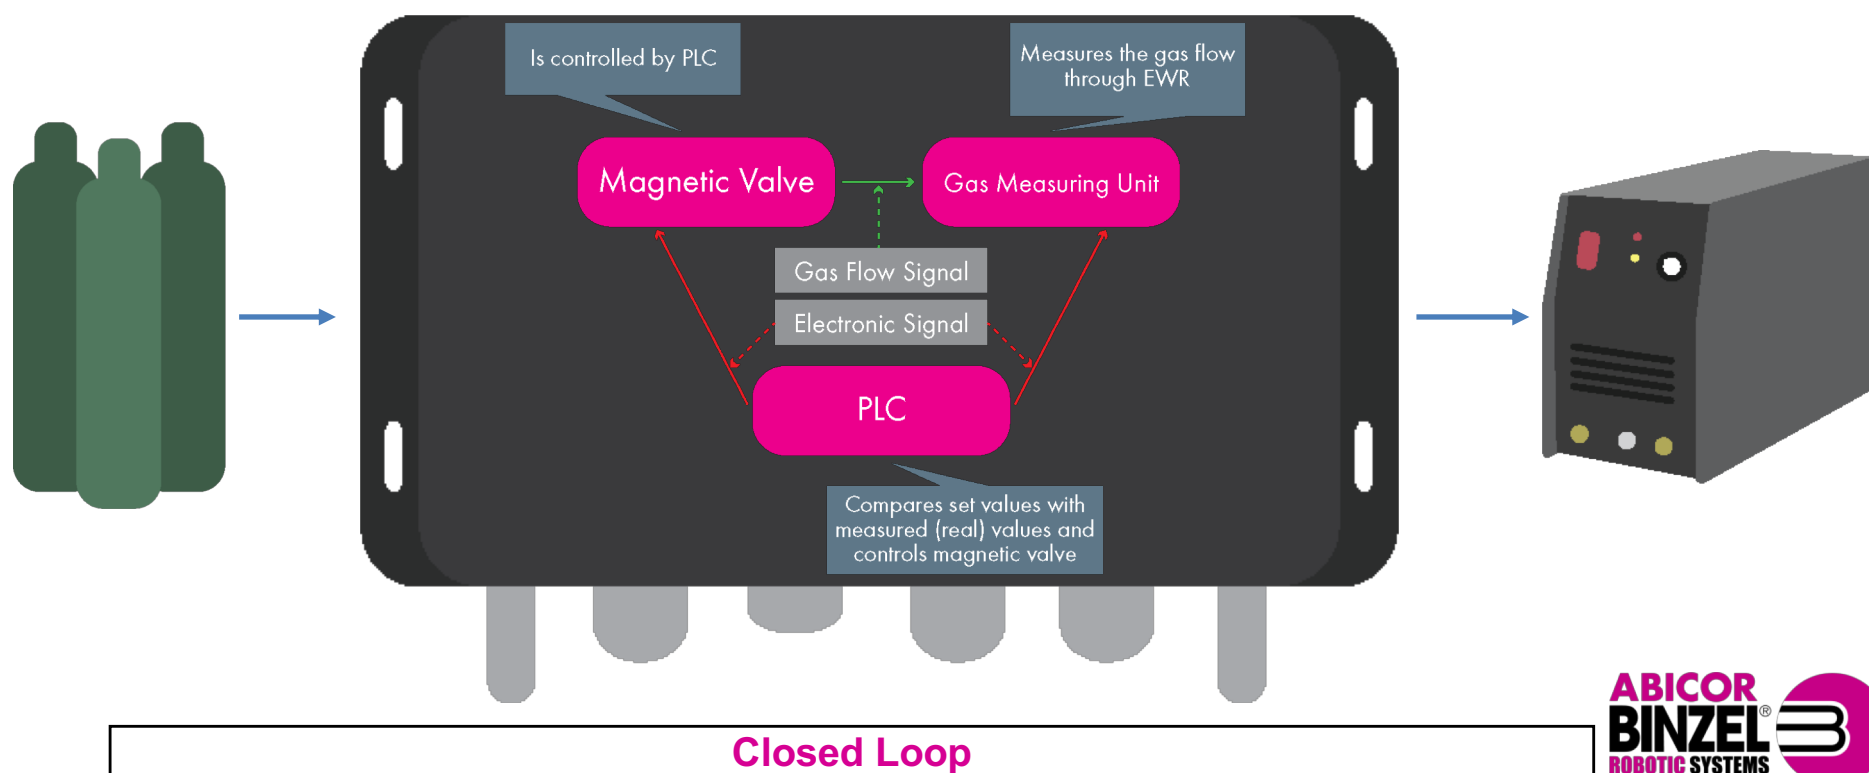 Is controlled by PLC
Measures the gas flow
through EWR
Magnetic Valve
Gas Measuring Unit
Gas Flow Signal
Electronic Signal
PLC
Compares set values with
measured (real) values and
controls magnetic valve
Closed Loop
ABICOR
BINZEL®
ROBOTIC SYSTEMS